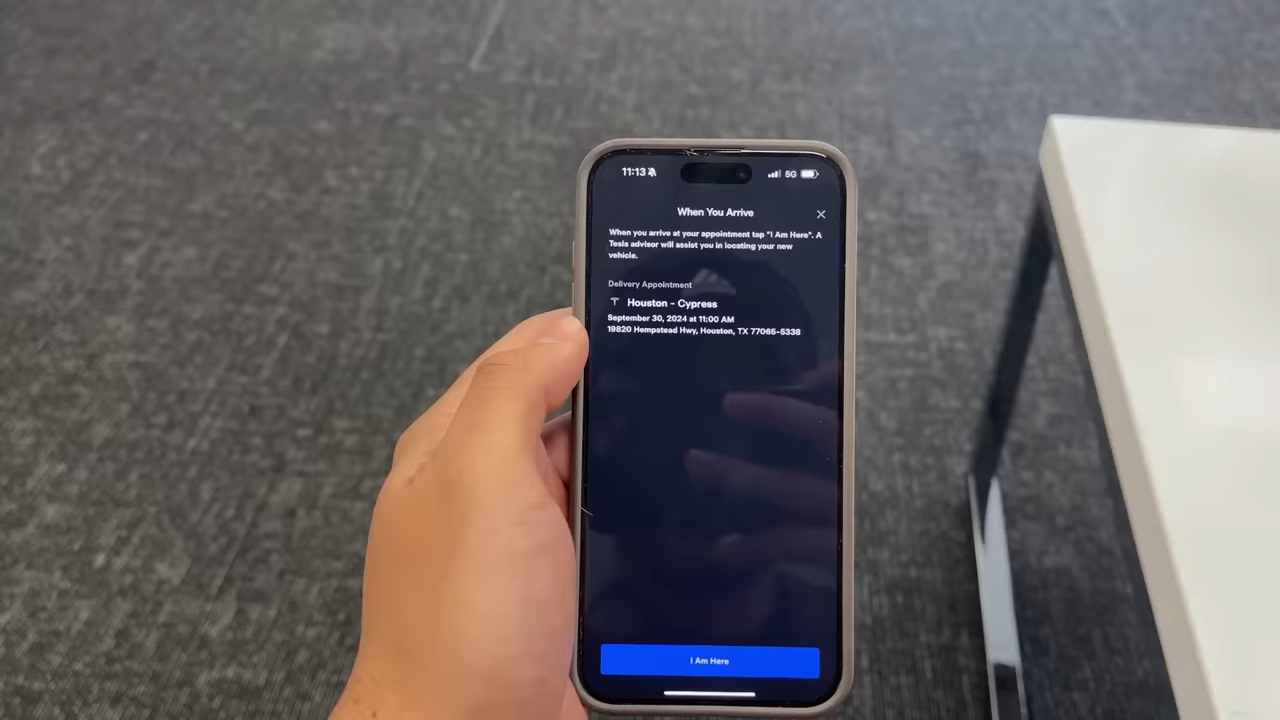 11:13
5G
When You Arrive
When you arrive at your appointment tap "I Am Here". A
Tesla advisor will assist you in locating your new
vehicle.
Delivery Appointment
Houston - Cypress
September 30, 2024 at 11:00 AM
19820 Hempstead Hwy, Houston, TX 77065-5338
I Am Here